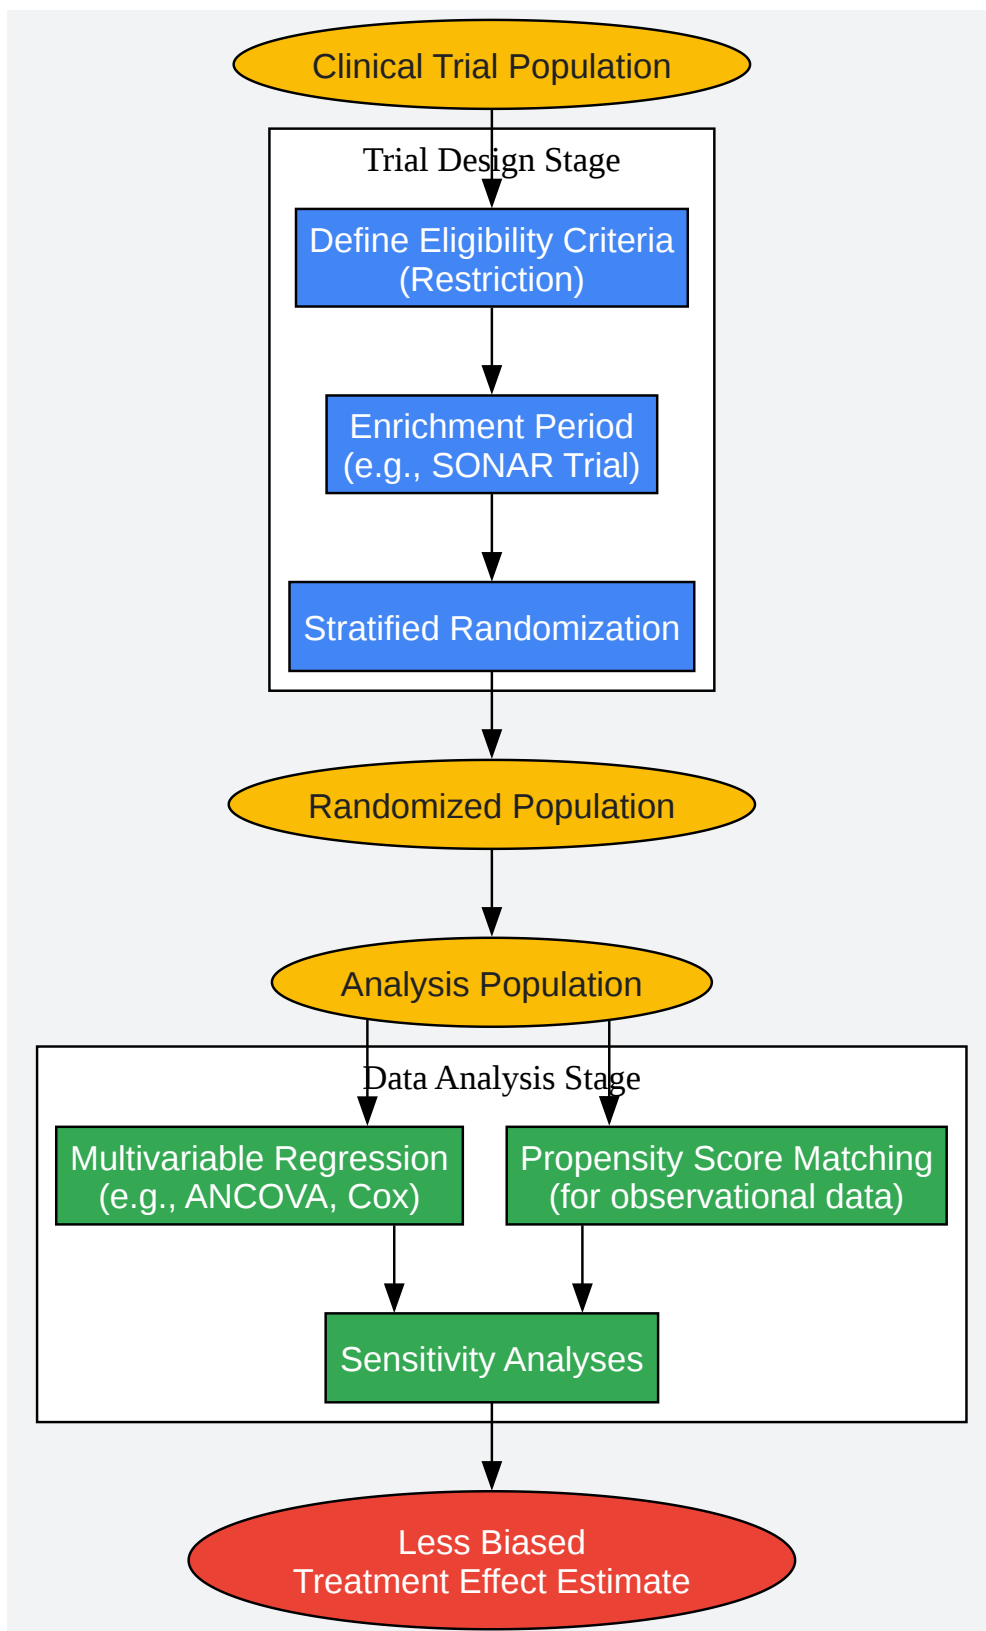 Clinical Trial Population
Trial Design Stage
Define Eligibility Criteria
(Restriction)
Enrichment Period
(e.g., SONAR Trial)
Stratified Randomization
Randomized Population
Analysis Population
Data Analysis Stage
Multivariable Regression
(e.g., ANCOVA, Cox)
Propensity Score Matching
(for observational data)
Sensitivity Analyses
Less Biased
Treatment Effect Estimate